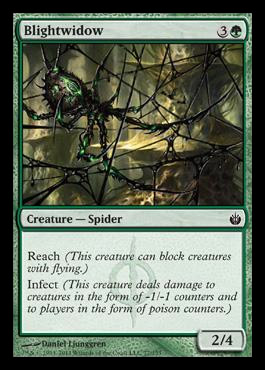 Blightwidow 3
Creature — Spider
Reach (This creature can block creatures
with flying.)
Infect (This creature deals damage to
creatures in the form of -1/-1 counters and
to players in the form of poison counters.)
2/4
Daniel Ljunggren